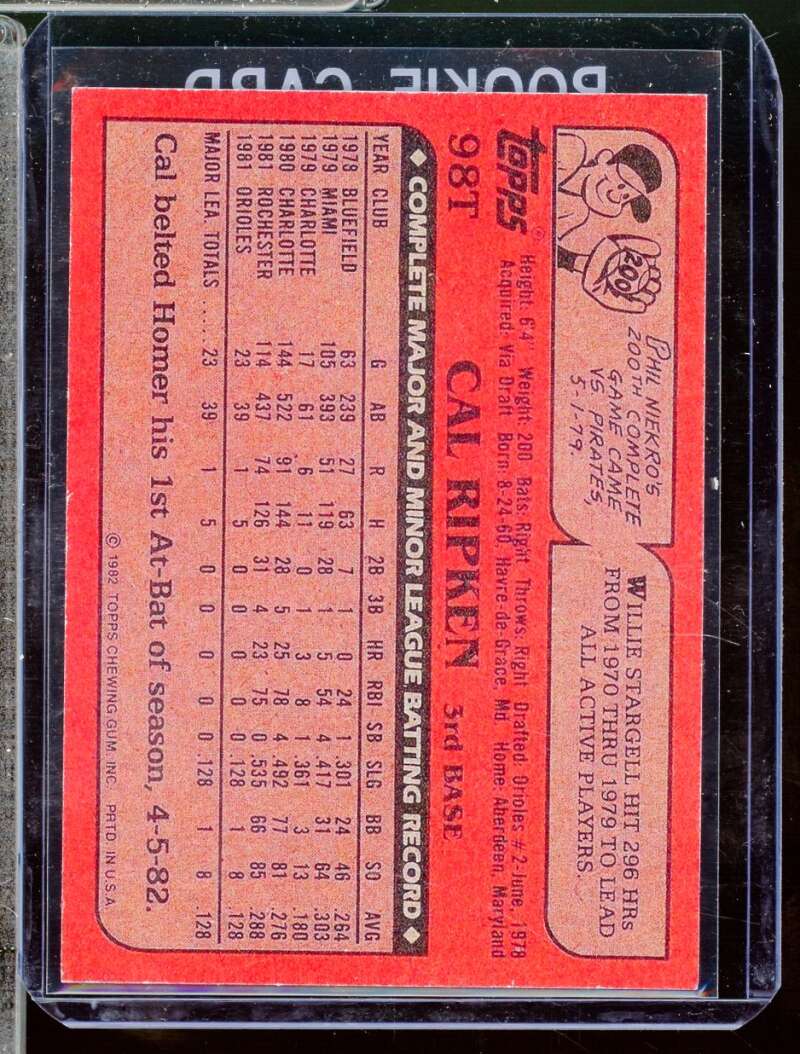 ROOKIE CARD
PHIL NIEKRO'S
200TH COMPLETE
GAME CAME
VS. PIRATES,
5-1-79.
200
WILLIE STARGELL HIT 296 HRs
FROM 1970 THRU 1979 TO LEAD
ALL ACTIVE PLAYERS.
topps®
98T
Height: 6'4" Weight: 200 Bats: Right Throws: Right Drafted: Orioles #2-June, 1978
Acquired: Via Draft Born: 8-24-60, Havre-de-Grace, Md. Home: Aberdeen, Maryland
CAL RIPKEN 3rd BASE
◆ COMPLETE MAJOR AND MINOR LEAGUE BATTING RECORD ◆
YEAR CLUB G AB R H 2B 3B HR RBI SB SLG BB SO AVG
1978 BLUEFIELD 63 239 27 63 7 1 0 24 1 .301 24 46 .264
1979 MIAMI 105 393 51 119 28 1 5 54 4 .417 31 64 .303
1979 CHARLOTTE 17 61 6 11 0 1 3 8 1 .361 3 13 .180
1980 CHARLOTTE 144 522 91 144 28 5 25 78 4 .492 77 81 .276
1981 ROCHESTER 114 437 74 126 31 4 23 75 0 .535 66 85 .288
1981 ORIOLES 23 39 1 5 0 0 0 0 0 .128 1 8 .128
MAJOR LEA. TOTALS ..... 23 39 1 5 0 0 0 0 0 .128 1 8 .128
Cal belted Homer his 1st At-Bat of season, 4-5-82.
© 1982 TOPPS CHEWING GUM, INC. PRTD. IN U.S.A.